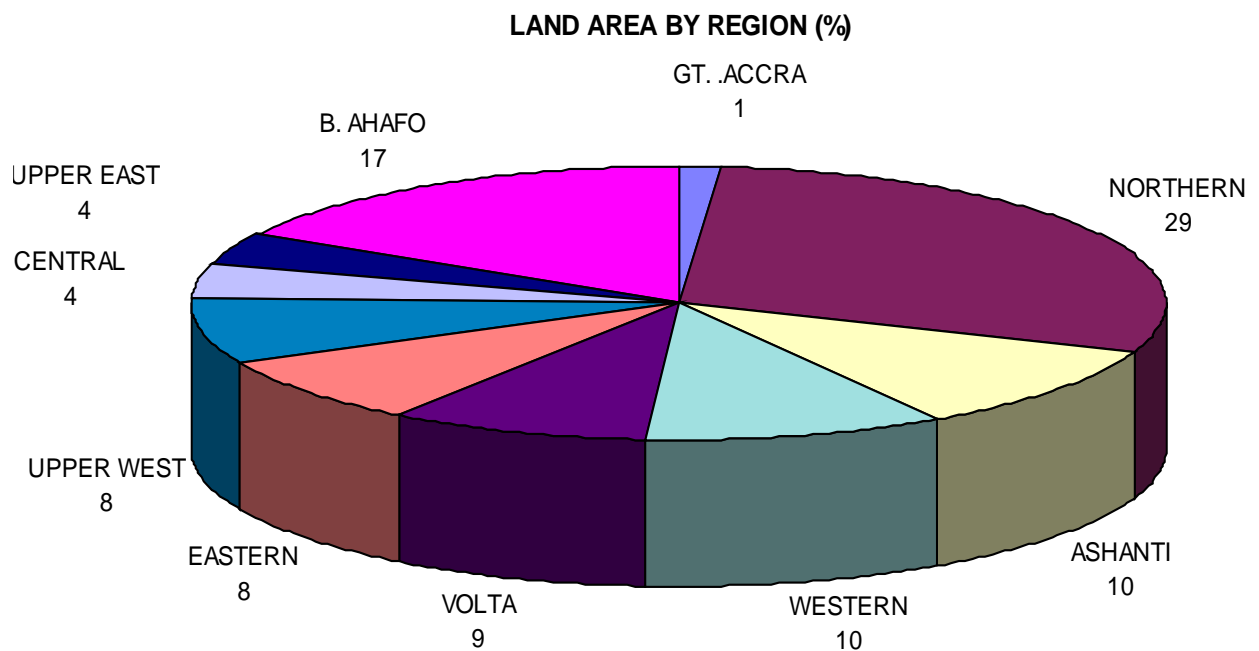 LAND AREA BY REGION (%)
GT. .ACCRA
1
B. AHAFO
17
UPPER EAST
4
NORTHERN
29
CENTRAL
4
UPPER WEST
8
EASTERN
8
VOLTA
9
WESTERN
10
ASHANTI
10